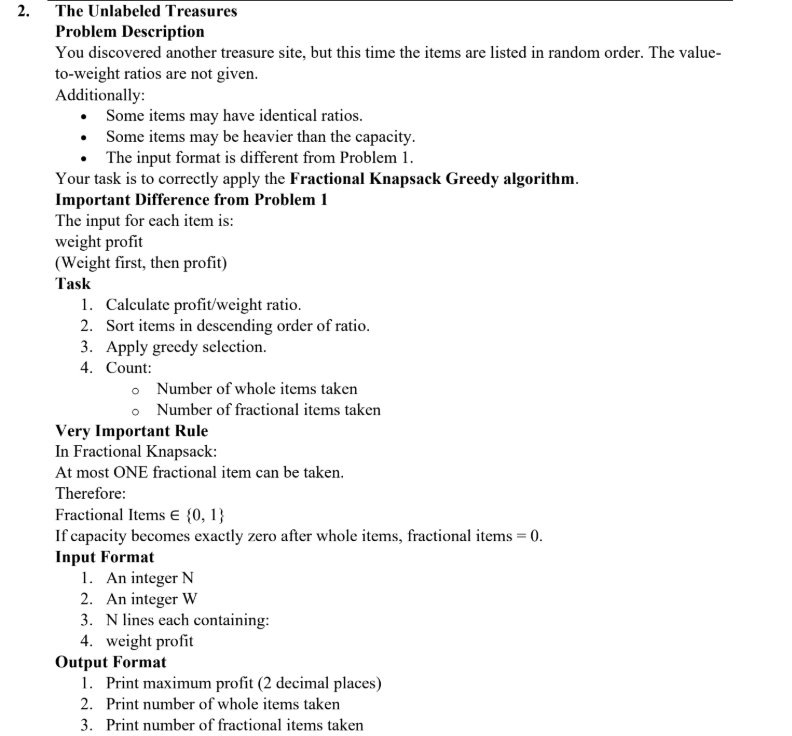 2. The Unlabeled Treasures
Problem Description
You discovered another treasure site, but this time the items are listed in random order. The value-
to-weight ratios are not given.
Additionally:
• Some items may have identical ratios.
• Some items may be heavier than the capacity.
• The input format is different from Problem 1.
Your task is to correctly apply the Fractional Knapsack Greedy algorithm.
Important Difference from Problem 1
The input for each item is:
weight profit
(Weight first, then profit)
Task
1. Calculate profit/weight ratio.
2. Sort items in descending order of ratio.
3. Apply greedy selection.
4. Count:
o Number of whole items taken
o Number of fractional items taken
Very Important Rule
In Fractional Knapsack:
At most ONE fractional item can be taken.
Therefore:
Fractional Items ∈ {0, 1}
If capacity becomes exactly zero after whole items, fractional items = 0.
Input Format
1. An integer N
2. An integer W
3. N lines each containing:
4. weight profit
Output Format
1. Print maximum profit (2 decimal places)
2. Print number of whole items taken
3. Print number of fractional items taken